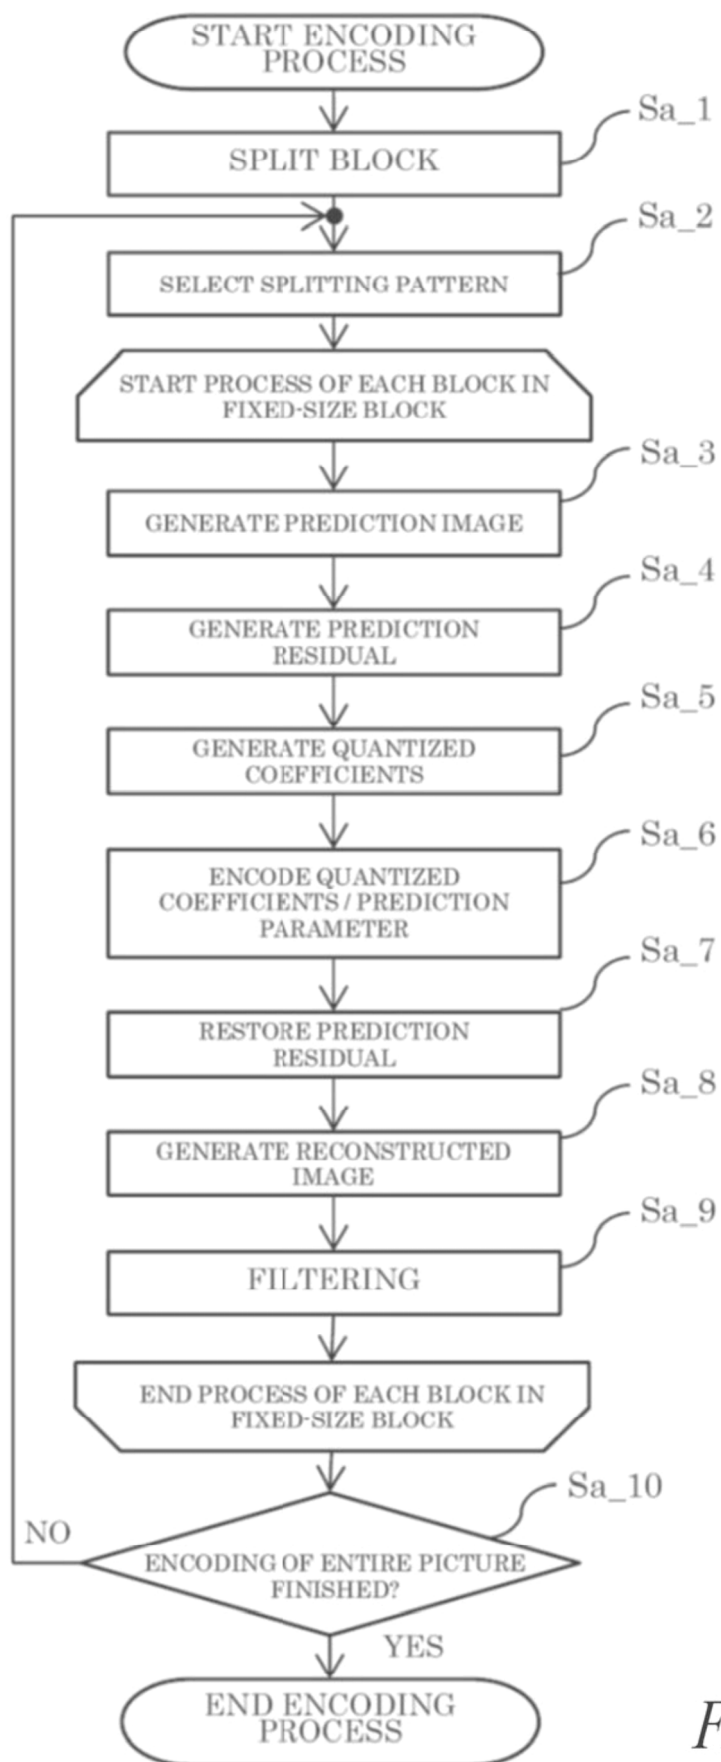 START ENCODING
PROCESS
Sa_1
SPLIT BLOCK
Sa_2
SELECT SPLITTING PATTERN
START PROCESS OF EACH BLOCK IN
FIXED-SIZE BLOCK
Sa_3
GENERATE PREDICTION IMAGE
Sa_4
GENERATE PREDICTION
RESIDUAL
Sa_5
GENERATE QUANTIZED
COEFFICIENTS
Sa_6
ENCODE QUANTIZED
COEFFICIENTS / PREDICTION
PARAMETER
Sa_7
RESTORE PREDICTION
RESIDUAL
Sa_8
GENERATE RECONSTRUCTED
IMAGE
Sa_9
FILTERING
END PROCESS OF EACH BLOCK IN
FIXED-SIZE BLOCK
Sa_10
NO
ENCODING OF ENTIRE PICTURE
FINISHED?
YES
END ENCODING
PROCESS
F